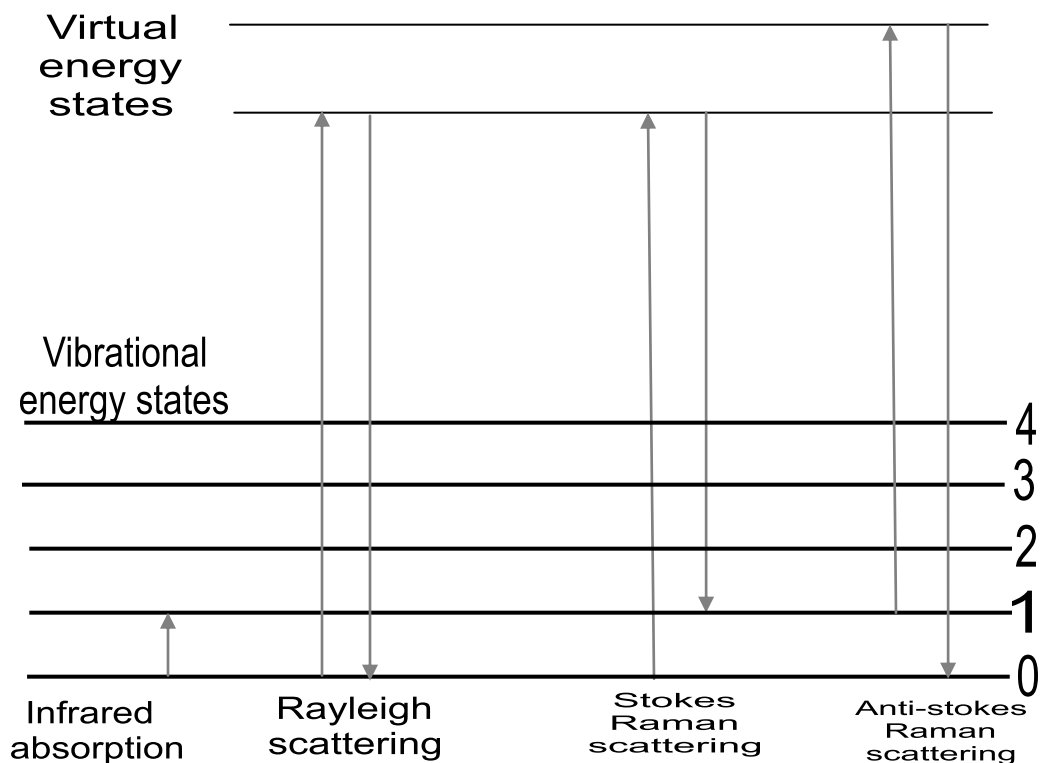 Virtual
energy
states
Vibrational
energy states
4
3
2
1
0
Infrared
absorption
Rayleigh
scattering
Stokes
Raman
scattering
Anti-stokes
Raman
scattering